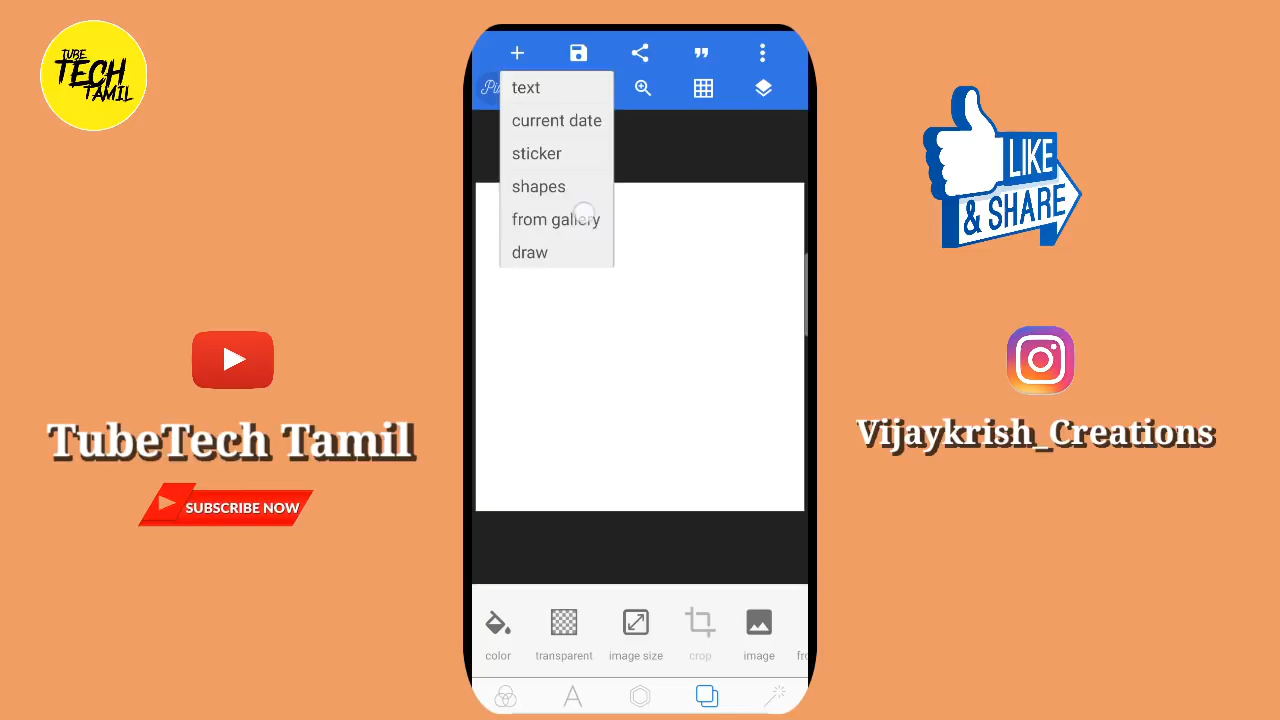 TUBE
TECH
TAMIL
text
current date
sticker
shapes
from gallery
draw
LIKE
& SHARE
TubeTech Tamil
SUBSCRIBE NOW
Vijaykrish_Creations
color
transparent
image size
crop
image